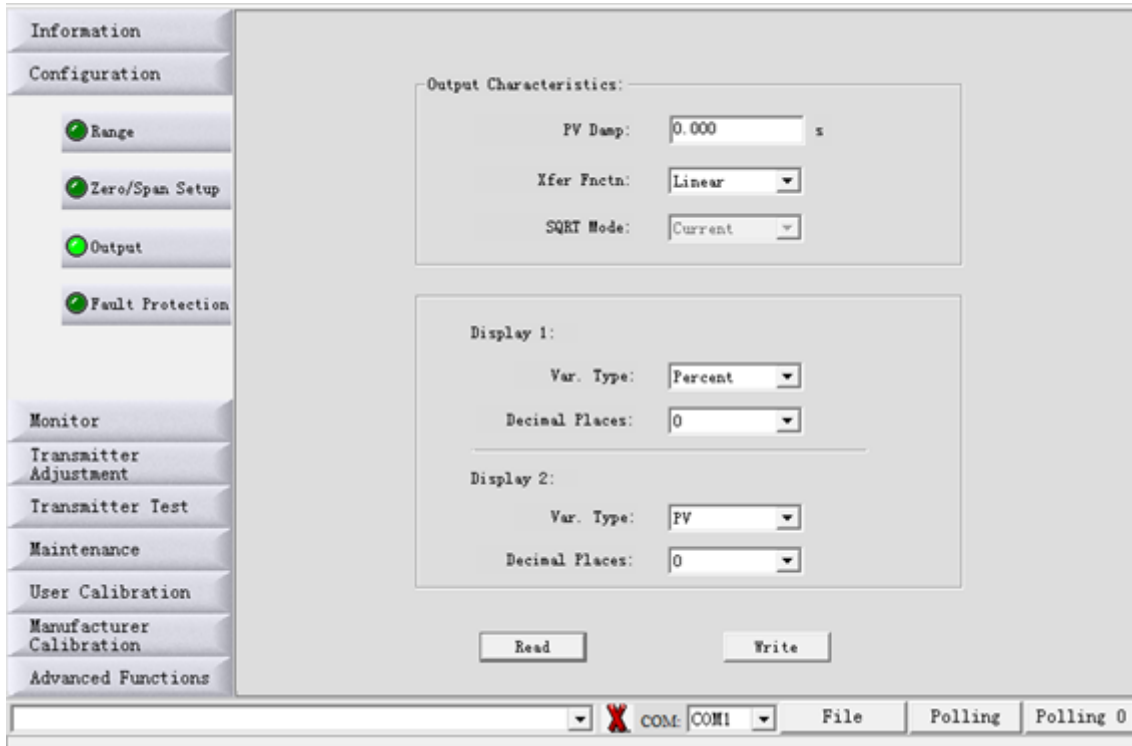 Information
Configuration
Range
Zero/Span Setup
Output
Fault Protection
Monitor
Transmitter
Adjustment
Transmitter Test
Maintenance
User Calibration
Manufacturer
Calibration
Advanced Functions
Output Characteristics:
PV Damp: 0.000 s
Xfer Fnctn: Linear
SQRT Mode: Current
Display 1:
Var. Type: Percent
Decimal Places: 0
Display 2:
Var. Type: PV
Decimal Places: 0
Read Write
X COM: COM1 File Polling Polling 0